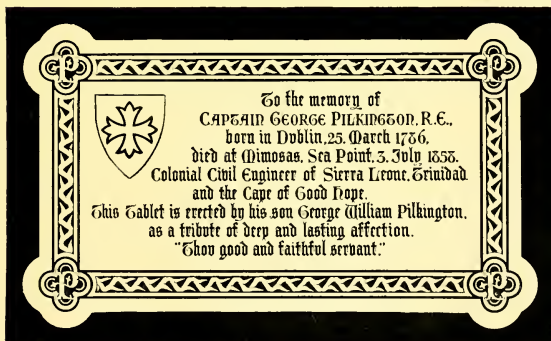 P P
To the memory of
CAPTAIN GEORGE PILKINGTON, R.E.,
born in Dvblin, 25. March 1786,
died at Mimosas, Sea Point, 3. July 1858.
Colonial Civil Engineer of Sierra Leone, Trinidad
and the Cape of Good Hope.
This Tablet is erected by his son George William Pilkington,
as a tribute of deep and lasting affection.
"Thov good and faithful servant."
P P